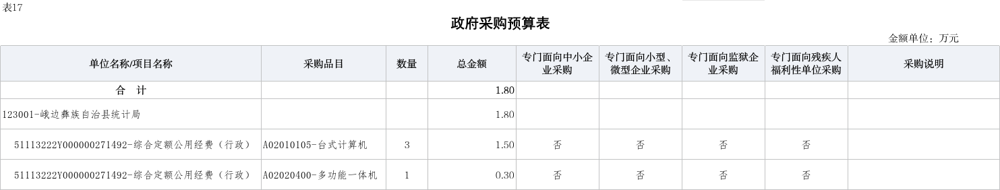 表17
政府采购预算表
金额单位：万元
单位名称/项目名称 采购品目 数量 总金额 专门面向中小企业采购 专门面向小型、微型企业采购 专门面向监狱企业采购 专门面向残疾人福利性单位采购 采购说明
合 计 1.80
123001-峨边彝族自治县统计局 1.80
51113222Y000000271492-综合定额公用经费（行政） A02010105-台式计算机 3 1.50 否 否 否 否
51113222Y000000271492-综合定额公用经费（行政） A02020400-多功能一体机 1 0.30 否 否 否 否